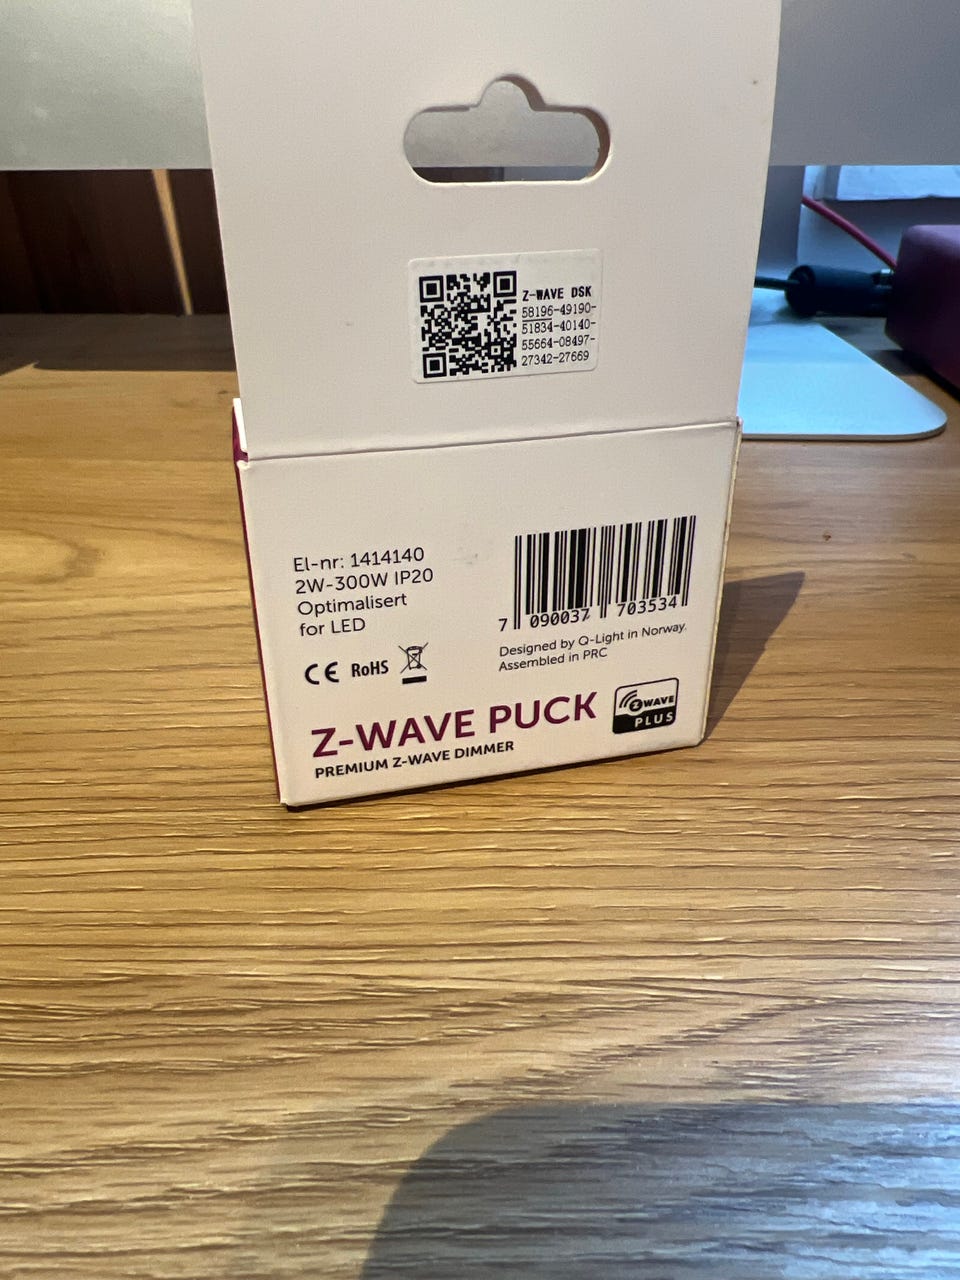 Z-WAVE DSK
58196-49190-
51834-40140-
55664-08497-
27342-27669
El-nr: 1414140
2W-300W IP20
Optimalisert
for LED
7 090037 703534
Designed by Q-Light in Norway.
Assembled in PRC
CE RoHS
Z-WAVE PUCK
PREMIUM Z-WAVE DIMMER
Z WAVE
PLUS